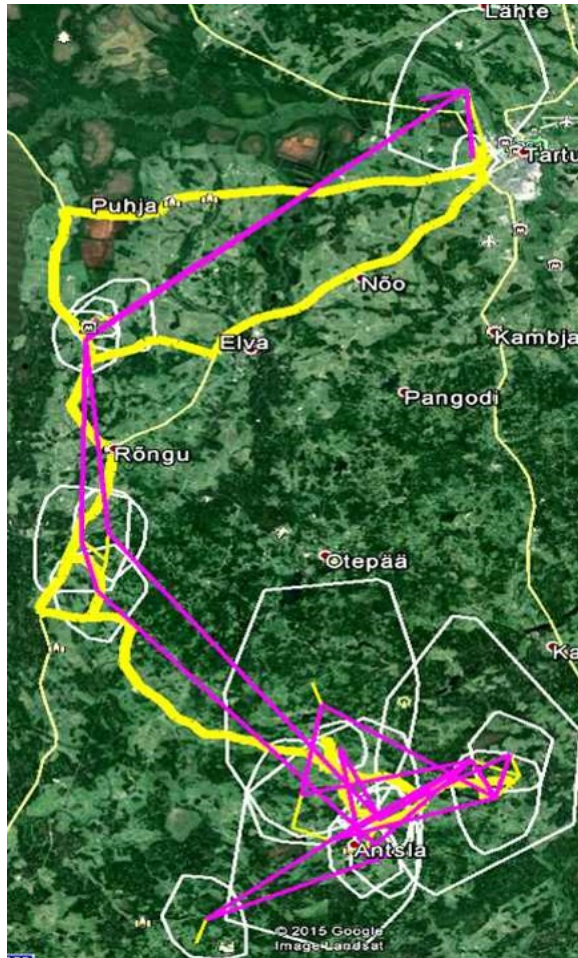 Lähte
Tartu
Puhja
Nõo
Elva
Kambja
Pangodi
Rõngu
Otepää
Ka
Antsla
© 2015 Google
Image Landsat